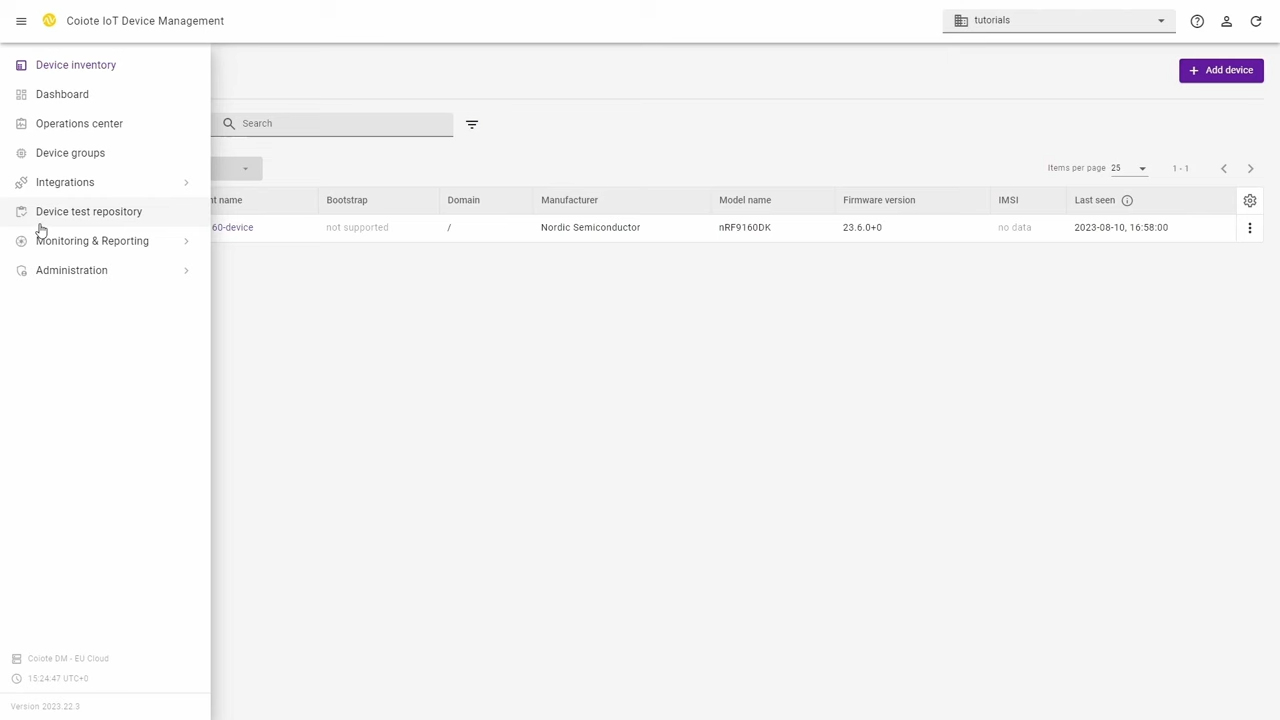 Coiote IoT Device Management
tutorials
Device inventory
Add device
Dashboard
Operations center
Search
Device groups
Items per page 25
1 - 1
Integrations
nt name Bootstrap Domain Manufacturer Model name Firmware version IMSI Last seen
Device test repository
60-device not supported / Nordic Semiconductor nRF9160DK 23.6.0+0 no data 2023-08-10, 16:58:00
Monitoring & Reporting
Administration
Coiote DM - EU Cloud
15:24:47 UTC+0
Version 2023.22.3